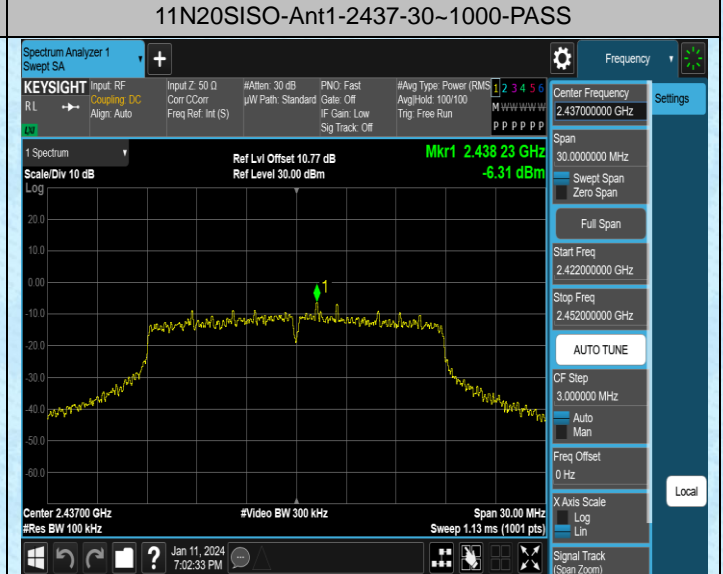 11N20SISO-Ant1-2437-30~1000-PASS
Spectrum Analyzer 1
Swept SA
+
Frequency
KEYSIGHT
RL
LXI
Input: RF
Coupling: DC
Align: Auto
Input Z: 50 Ω
Corr CCorr
Freq Ref: Int (S)
#Atten: 30 dB
µW Path: Standard
PNO: Fast
Gate: Off
IF Gain: Low
Sig Track: Off
#Avg Type: Power (RMS
Avg|Hold: 100/100
Trig: Free Run
1 2 3 4 5 6
M W W W W W
P P P P P P
1 Spectrum
Scale/Div 10 dB
Log
Ref Lvl Offset 10.77 dB
Ref Level 30.00 dBm
Mkr1 2.438 23 GHz
-6.31 dBm
20.0
10.0
0.00
-10.0
-20.0
-30.0
-40.0
-50.0
-60.0
1
Center 2.43700 GHz
#Res BW 100 kHz
#Video BW 300 kHz
Span 30.00 MHz
Sweep 1.13 ms (1001 pts)
Jan 11, 2024
7:02:33 PM
?
Center Frequency
2.437000000 GHz
Span
30.0000000 MHz
Swept Span
Zero Span
Full Span
Start Freq
2.422000000 GHz
Stop Freq
2.452000000 GHz
AUTO TUNE
CF Step
3.000000 MHz
Auto
Man
Freq Offset
0 Hz
X Axis Scale
Log
Lin
Signal Track
(Span Zoom)
Settings
Local